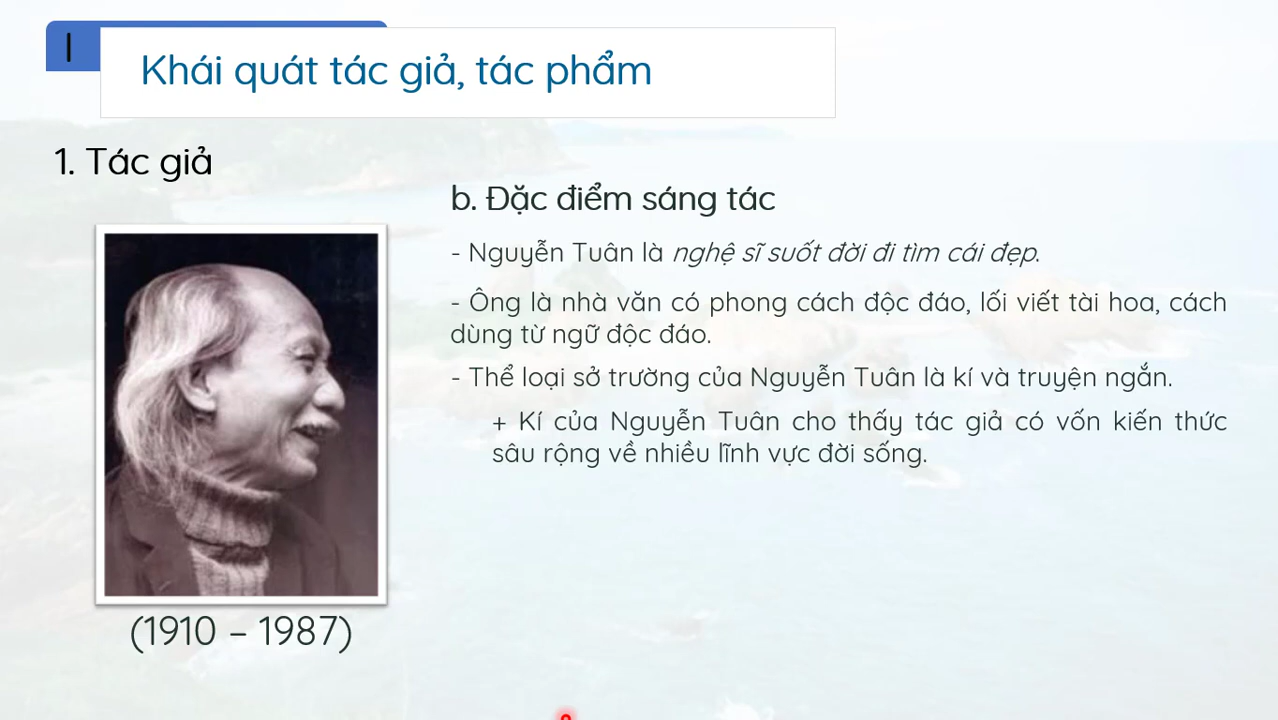 I
Khái quát tác giả, tác phẩm
1. Tác giả
b. Đặc điểm sáng tác
- Nguyễn Tuân là nghệ sĩ suốt đời đi tìm cái đẹp.
- Ông là nhà văn có phong cách độc đáo, lối viết tài hoa, cách
dùng từ ngữ độc đáo.
- Thể loại sở trường của Nguyễn Tuân là kí và truyện ngắn.
+ Kí của Nguyễn Tuân cho thấy tác giả có vốn kiến thức
sâu rộng về nhiều lĩnh vực đời sống.
(1910 – 1987)